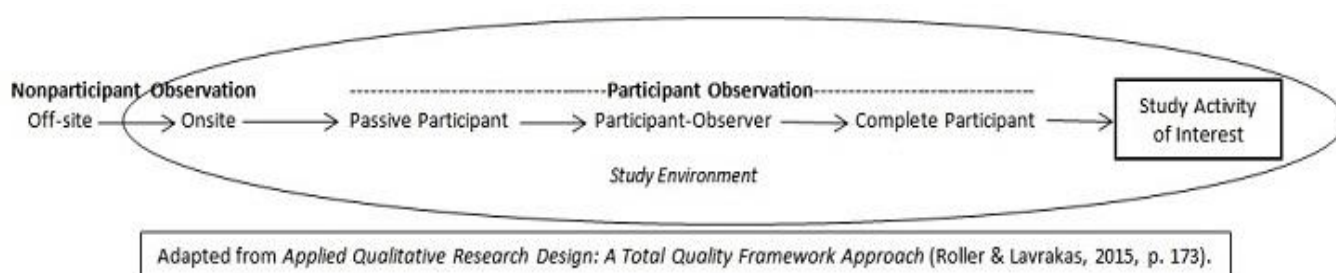 Nonparticipant Observation ----------------------------------Participant Observation-----------------------------
Off-site Onsite Passive Participant Participant-Observer Complete Participant
Study Activity
of Interest
Study Environment
Adapted from Applied Qualitative Research Design: A Total Quality Framework Approach (Roller & Lavrakas, 2015, p. 173).